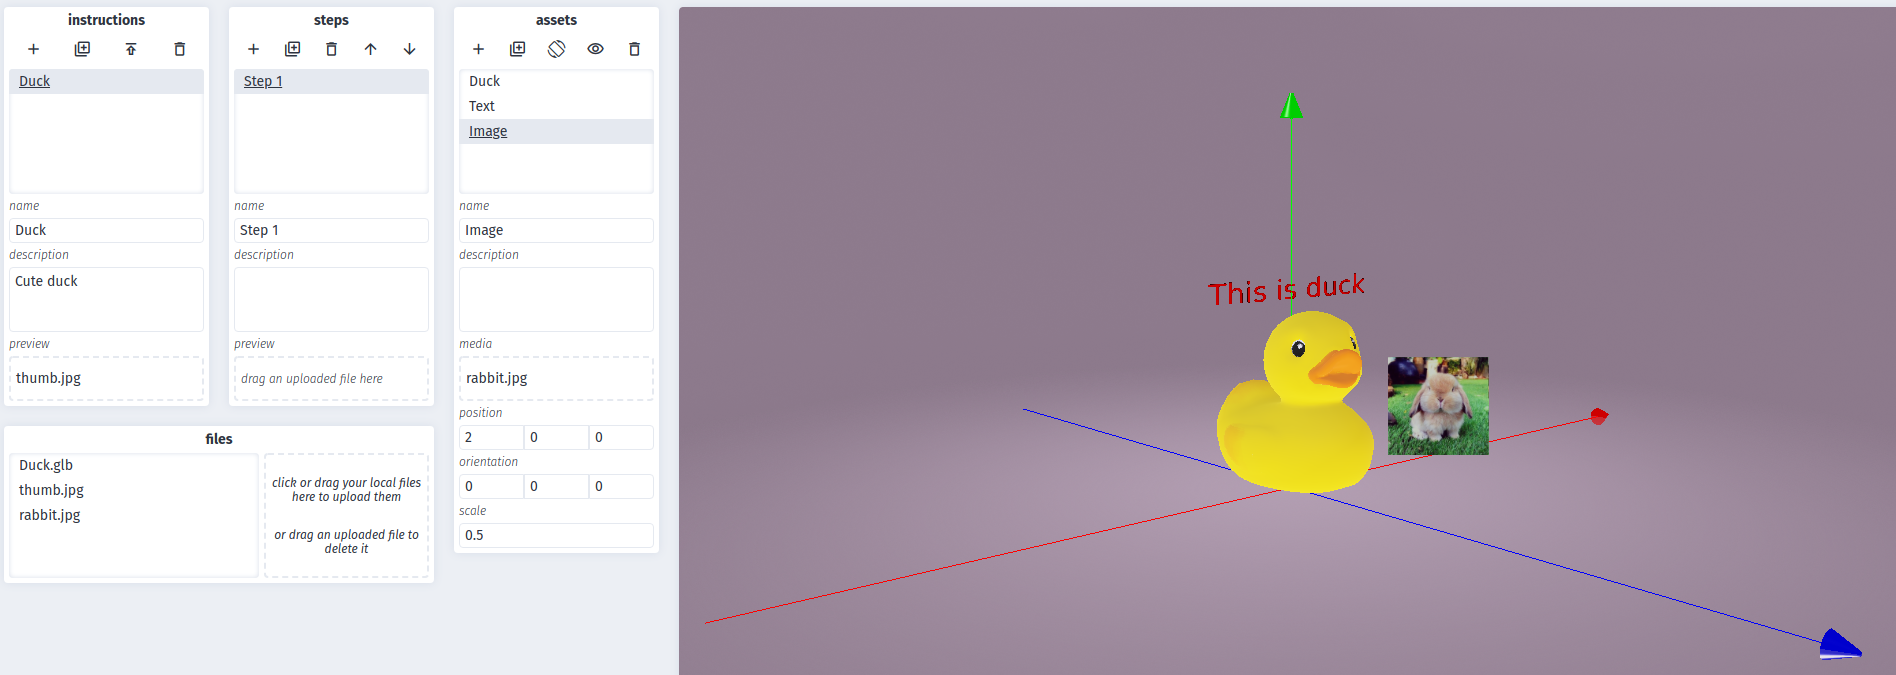 instructions
Duck
name
Duck
description
Cute duck
preview
thumb.jpg
steps
Step 1
name
Step 1
description
preview
drag an uploaded file here
files
Duck.glb
thumb.jpg
rabbit.jpg
click or drag your local files
here to upload them
or drag an uploaded file to
delete it
assets
Duck
Text
Image
name
Image
description
media
rabbit.jpg
position
2 0 0
orientation
0 0 0
scale
0.5
This is duck